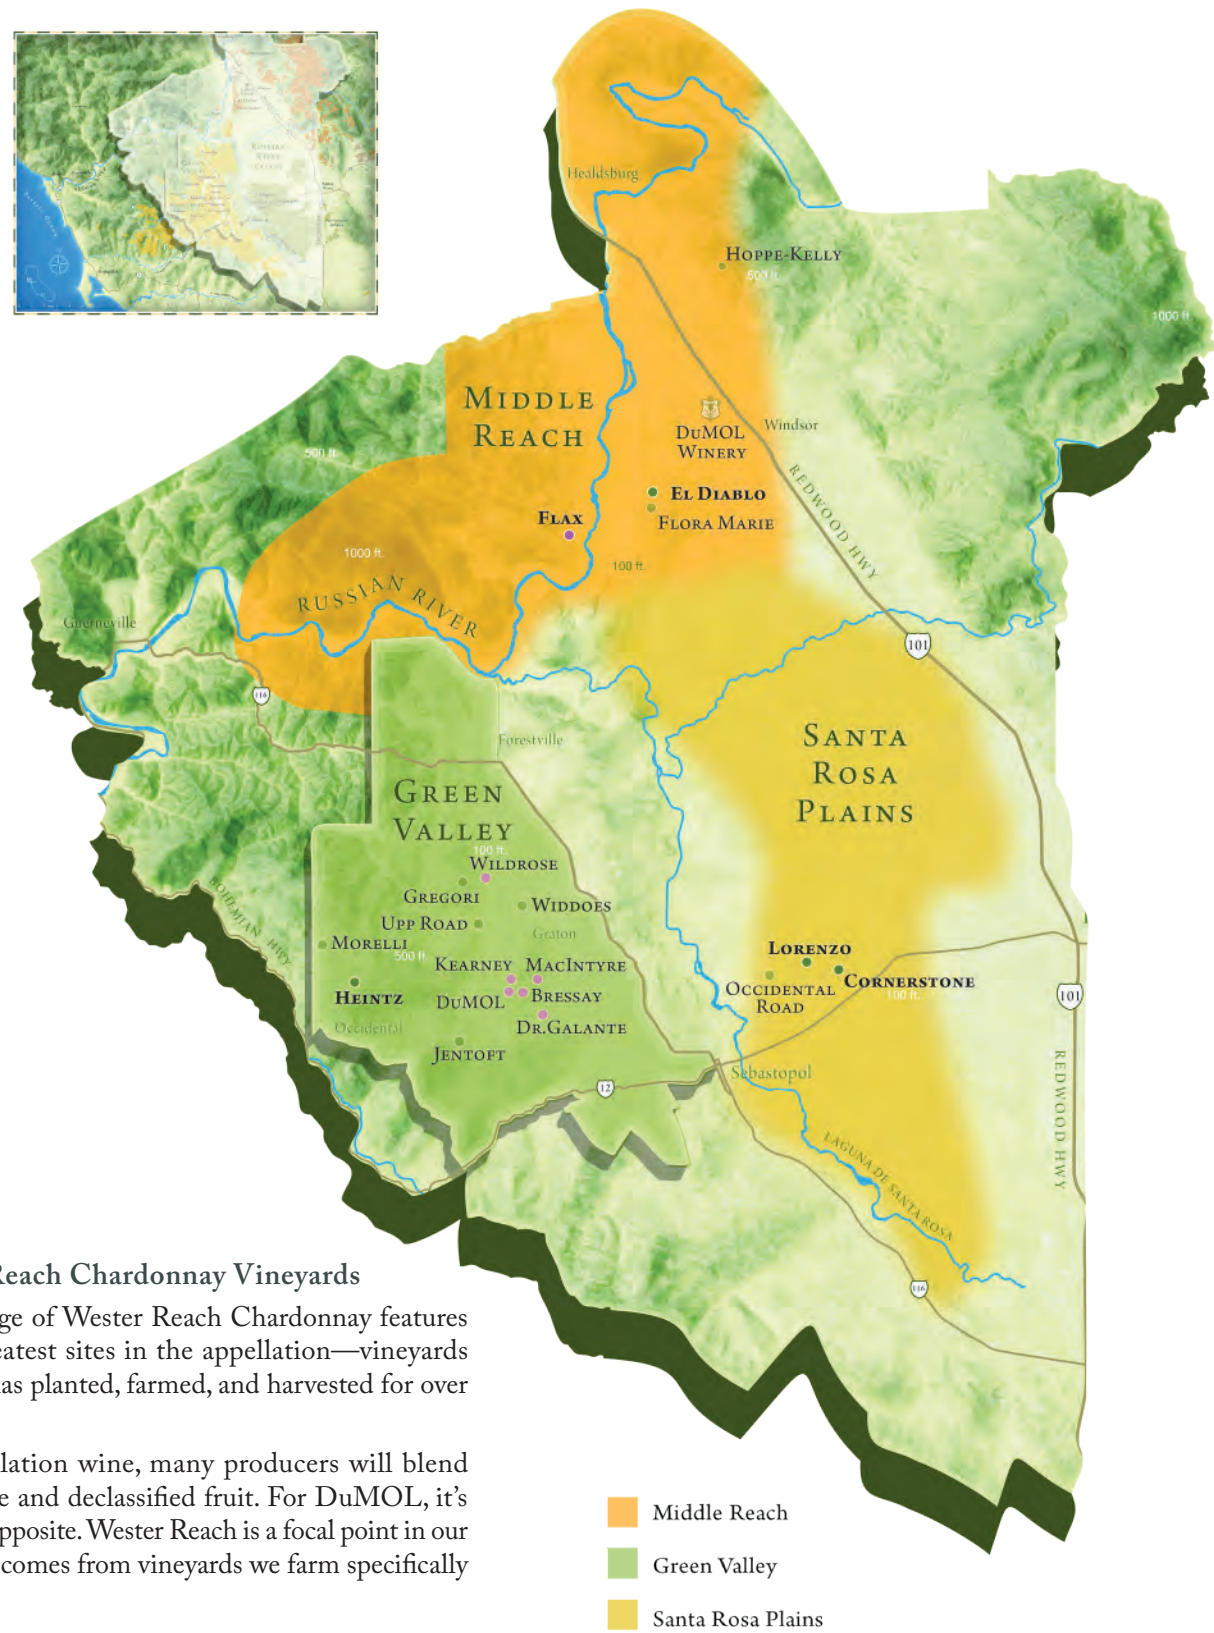 Healdsburg
HOPPE-KELLY
500 ft.
1000 ft.
MIDDLE
REACH
DUMOL
WINERY
Windsor
500 ft.
REDWOOD HWY
EL DIABLO
FLORA MARIE
FLAX
1000 ft.
100 ft.
RUSSIAN RIVER
Guerneville
101
116
Forestville
SANTA
ROSA
PLAINS
GREEN
VALLEY
100 ft.
WILDROSE
GREGORI
WIDDOES
UPP ROAD
Graton
MORELLI
500 ft.
BOHEMIAN HWY
KEARNEY
MACINTYRE
HEINTZ
DUMOL
BRESSAY
DR.GALANTE
Occidental
JENTOFT
LORENZO
CORNERSTONE
OCCIDENTAL
ROAD
100 ft.
101
12
Sebastopol
REDWOOD HWY
LAGUNA DE SANTA ROSA
116
Reach Chardonnay Vineyards
ge of Wester Reach Chardonnay features
eatest sites in the appellation—vineyards
as planted, farmed, and harvested for over
lation wine, many producers will blend
e and declassified fruit. For DuMOL, it's
pposite. Wester Reach is a focal point in our
comes from vineyards we farm specifically
Middle Reach
Green Valley
Santa Rosa Plains